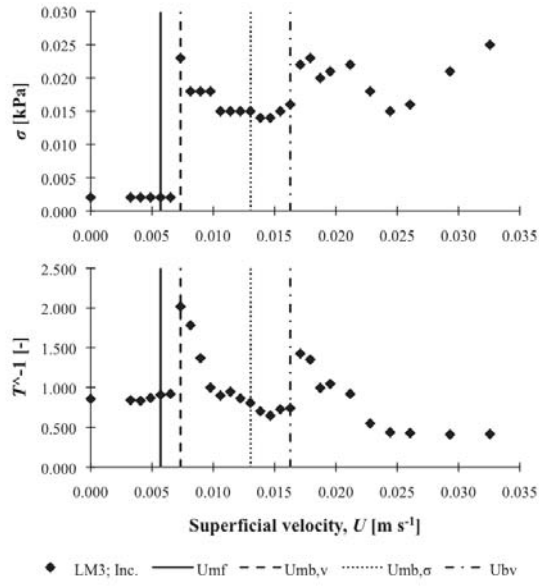 0.030
0.025
0.020
0.015
0.010
0.005
0.000
σ [kPa]
0.000 0.005 0.010 0.015 0.020 0.025 0.030 0.035
2.500
2.000
1.500
1.000
0.500
0.000
T^-1 [-]
0.000 0.005 0.010 0.015 0.020 0.025 0.030 0.035
Superficial velocity, U [m s⁻¹]
LM3; Inc. Umf Umb,v Umb,σ Ubv